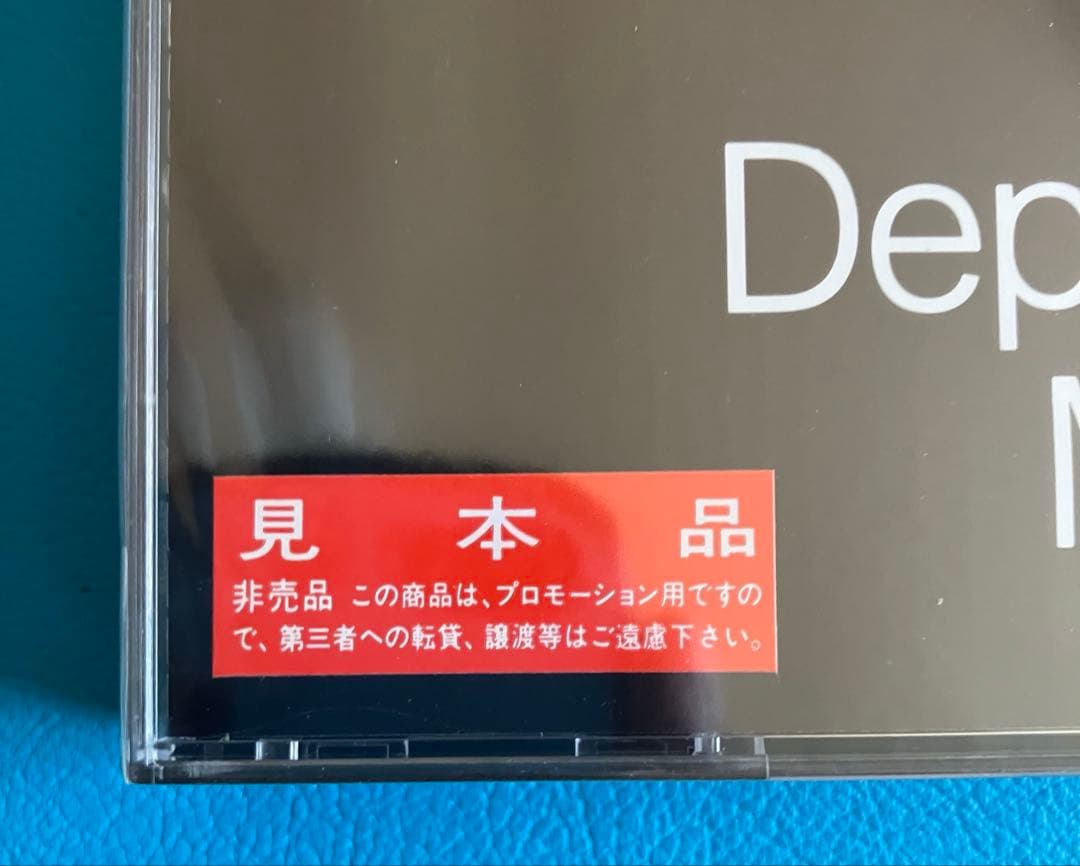 Dep
M
見本品
非売品 この商品は、プロモーション用ですの
で、第三者への転貸、譲渡等はご遠慮下さい。